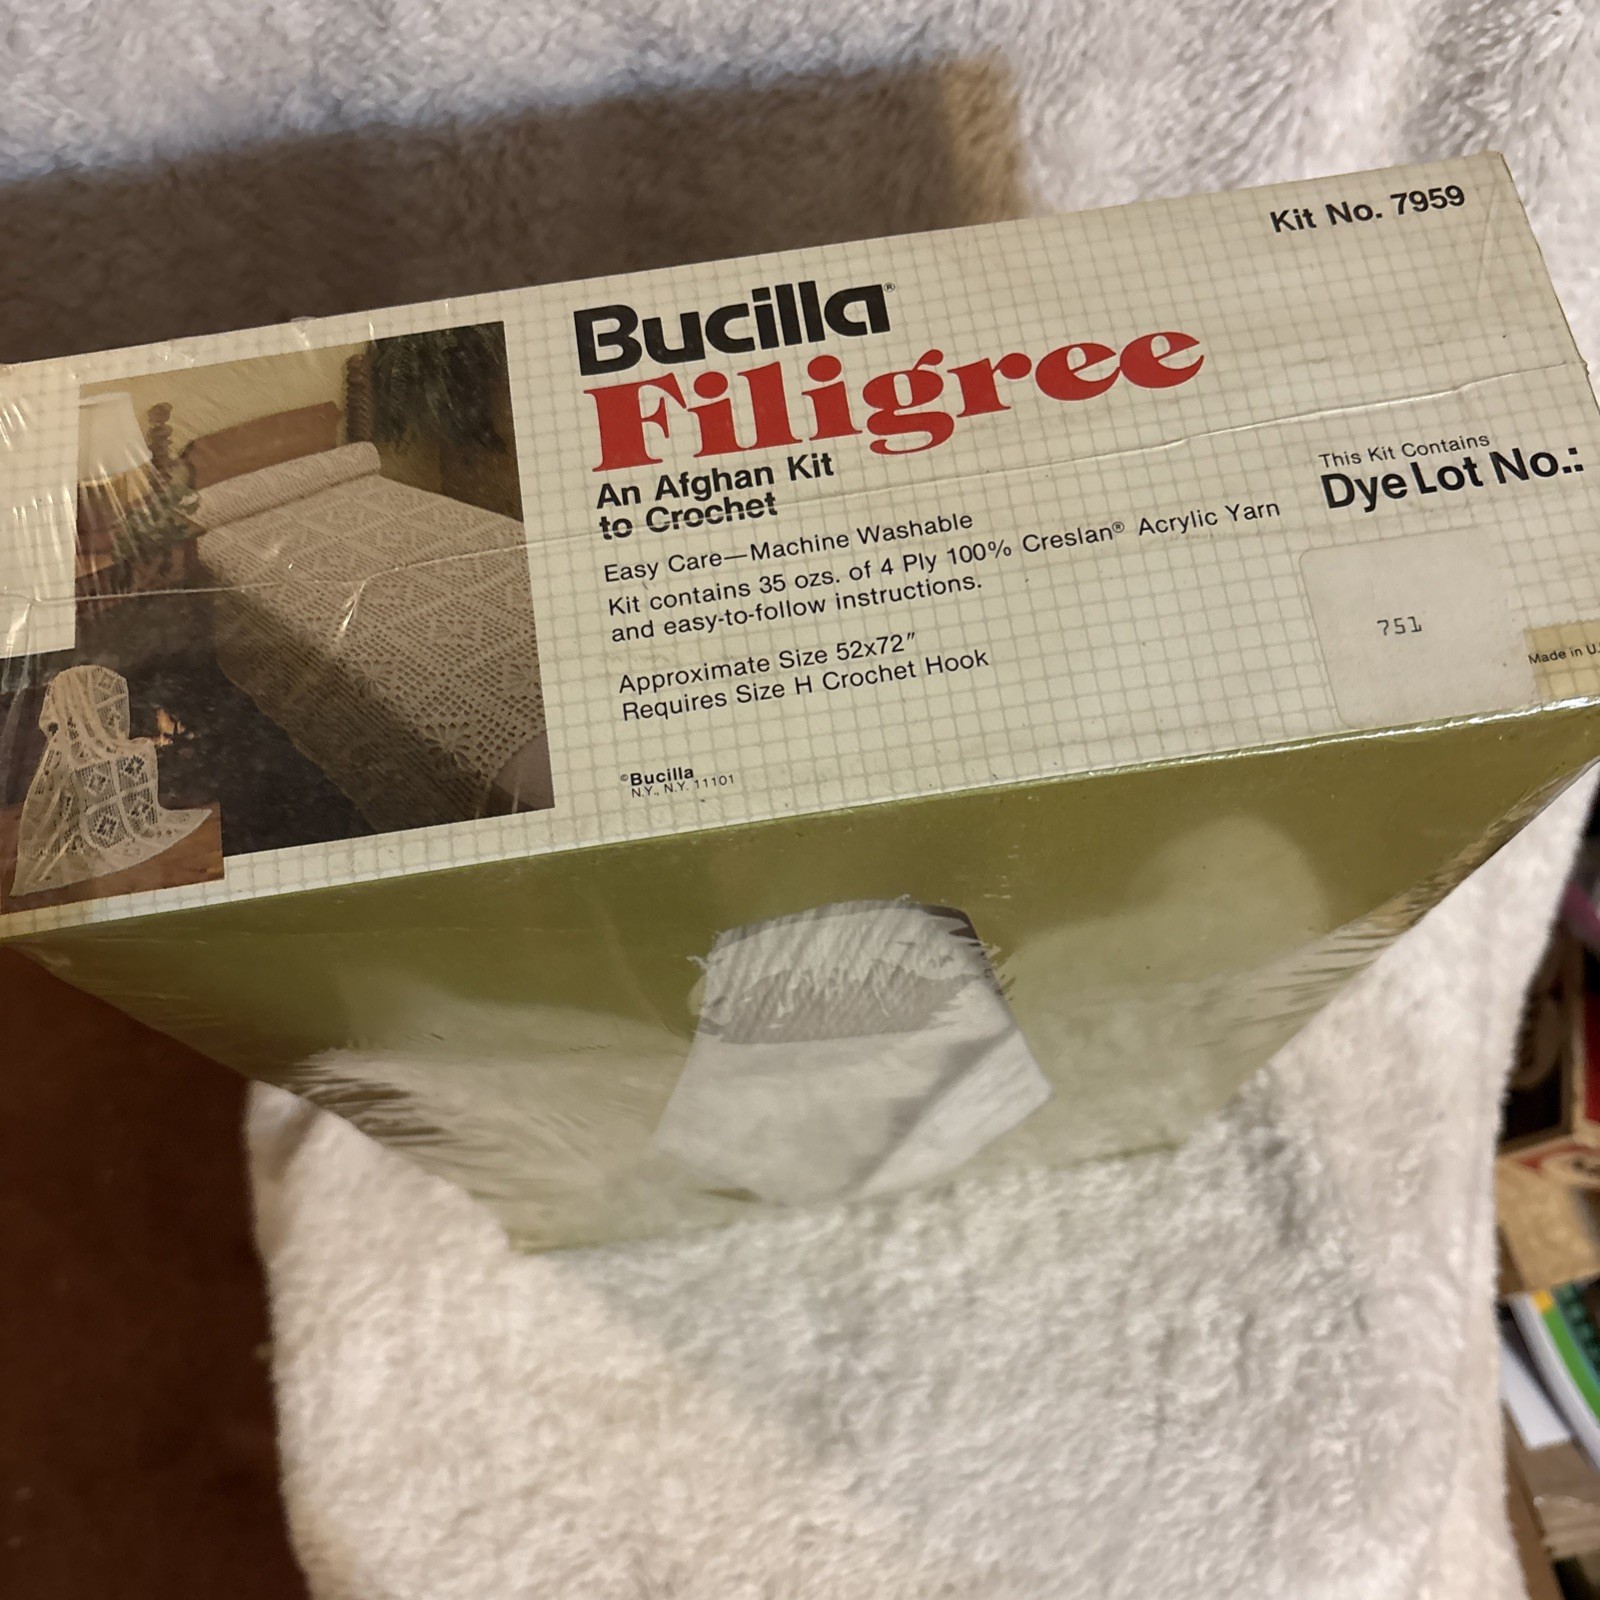 Kit No. 7959
Bucilla®
Filigree
An Afghan Kit
to Crochet
Easy Care—Machine Washable
Kit contains 35 ozs. of 4 Ply 100% Creslan® Acrylic Yarn
and easy-to-follow instructions.
Approximate Size 52x72"
Requires Size H Crochet Hook
©Bucilla
N.Y., N.Y. 11101
This Kit Contains
Dye Lot No.:
751
Made in U.